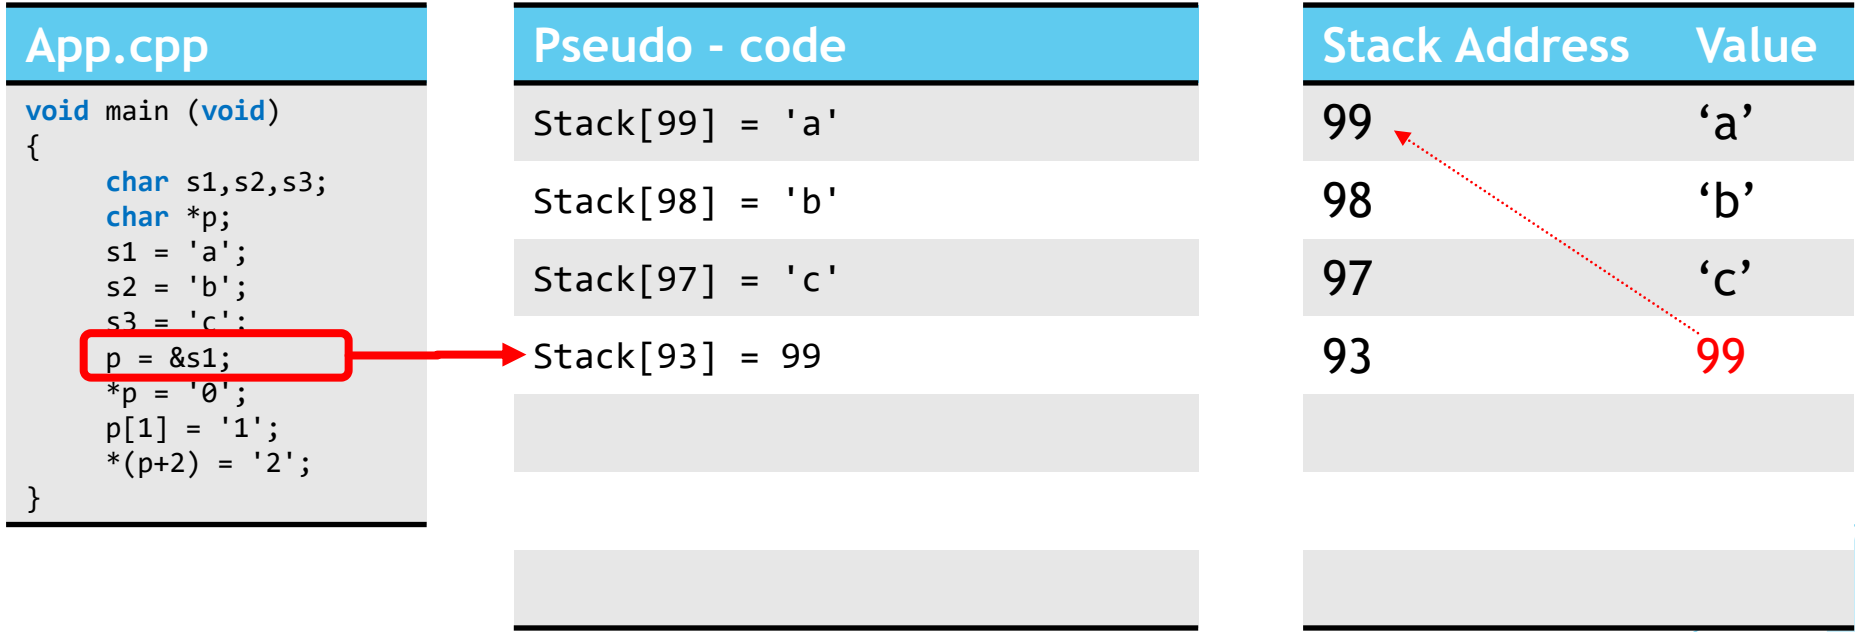 App.cpp
void main (void)
{
char s1,s2,s3;
char *p;
s1 = 'a';
s2 = 'b';
s3 = 'c';
p = &s1;
*p = '0';
p[1] = '1';
*(p+2) = '2';
}
Pseudo - code
Stack[99] = 'a'
Stack[98] = 'b'
Stack[97] = 'c'
Stack[93] = 99
Stack Address Value
99 ‘a’
98 ‘b’
97 ‘c’
93 99